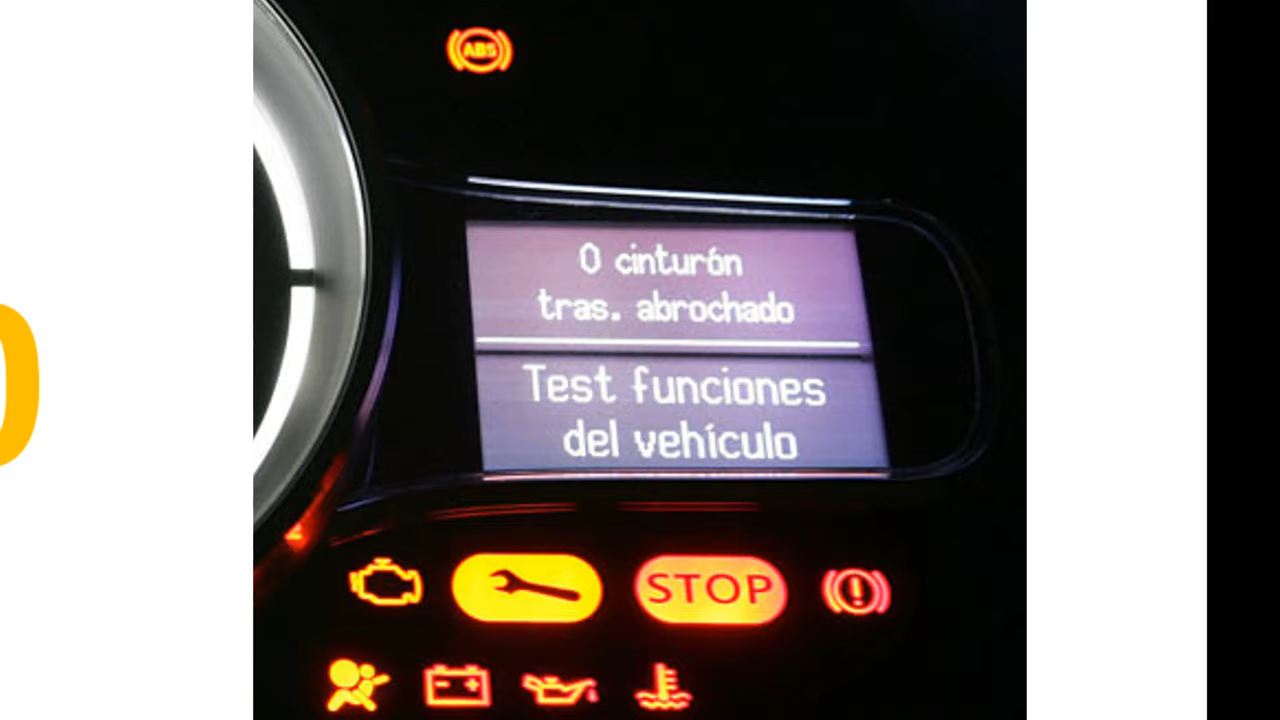 ABS
0 cinturón
tras. abrochado
Test funciones
del vehículo
STOP